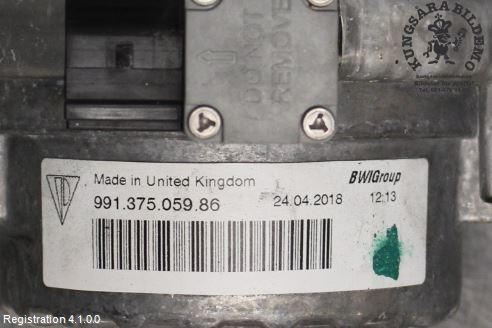 DO NOT
REMOVE
KUNGSÅRA BILDEMO
Made in United Kingdom
BWIGroup
991.375.059.86
24.04.2018
12:13
Registration 4.1.0.0